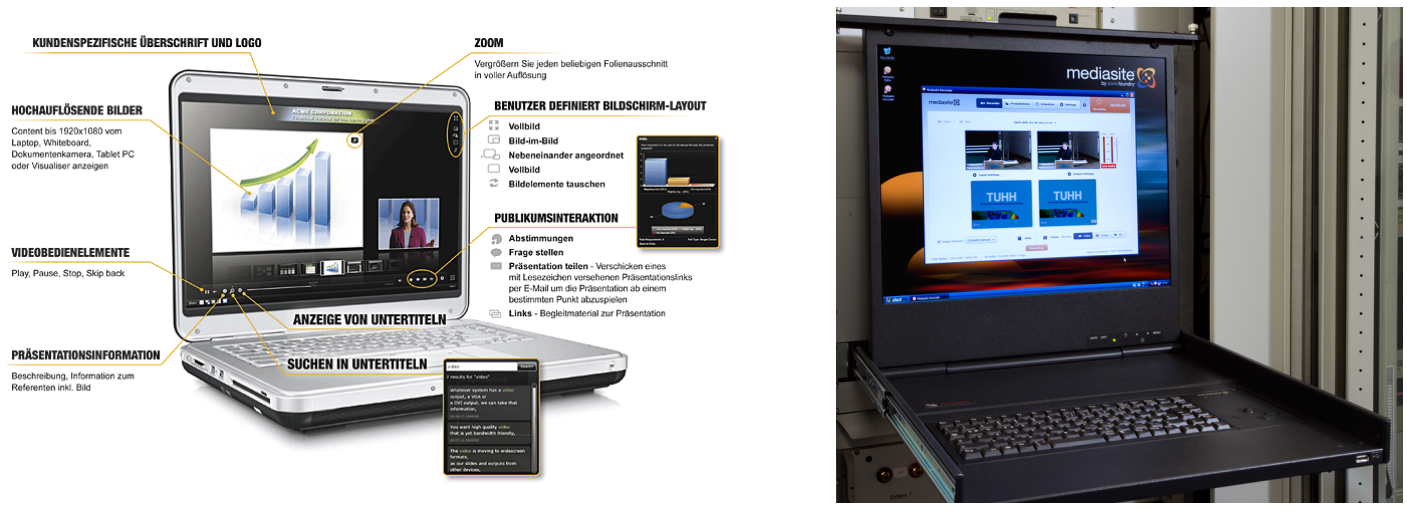 KUNDENSPEZIFISCHE ÜBERSCHRIFT UND LOGO
HOCHAUFLÖSENDE BILDER
Content bis 1920x1080 vom
Laptop, Whiteboard,
Dokumentenkamera, Tablet PC
oder Visualiser anzeigen
VIDEOBEDIENELEMENTE
Play, Pause, Stop, Skip back
PRÄSENTATIONSINFORMATION
Beschreibung, Information zum
Referenten inkl. Bild
ACME CORPORATION
ANZEIGE VON UNTERTITELN
SUCHEN IN UNTERTITELN
ZOOM
Vergrößern Sie jeden beliebigen Folienausschnitt
in voller Auflösung
BENUTZER DEFINIERT BILDSCHIRM-LAYOUT
Vollbild
Bild-im-Bild
Nebeneinander angeordnet
Vollbild
Bildelemente tauschen
PUBLIKUMSINTERAKTION
Abstimmungen
Frage stellen
Präsentation teilen - Verschicken eines
mit Lesezeichen versehenen Präsentationslinks
per E-Mail um die Präsentation ab einem
bestimmten Punkt abzuspielen
Links - Begleitmaterial zur Präsentation
video
Search
7 results for "video"
Whatever system has a video
output, a VGA or
a DVI output, we can take that
information,
You want high quality video
that is yet bandwidth friendly,
The video is moving to widescreen
formats,
as our slides and outputs from
other devices,
mediasite
by sonicfoundry
mediasite
TUHH
TUHH
start